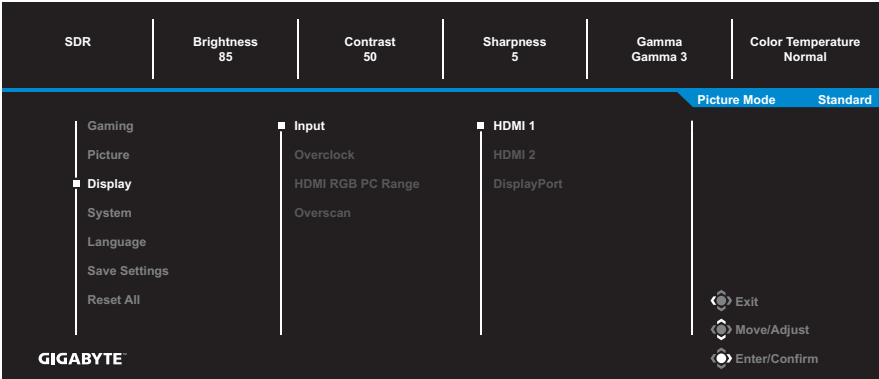 SDR
Brightness
85
Contrast
50
Sharpness
5
Gamma
Gamma 3
Color Temperature
Normal
Picture Mode Standard
Gaming
Picture
Display
System
Language
Save Settings
Reset All
Input
Overclock
HDMI RGB PC Range
Overscan
HDMI 1
HDMI 2
DisplayPort
Exit
Move/Adjust
Enter/Confirm
GIGABYTE™